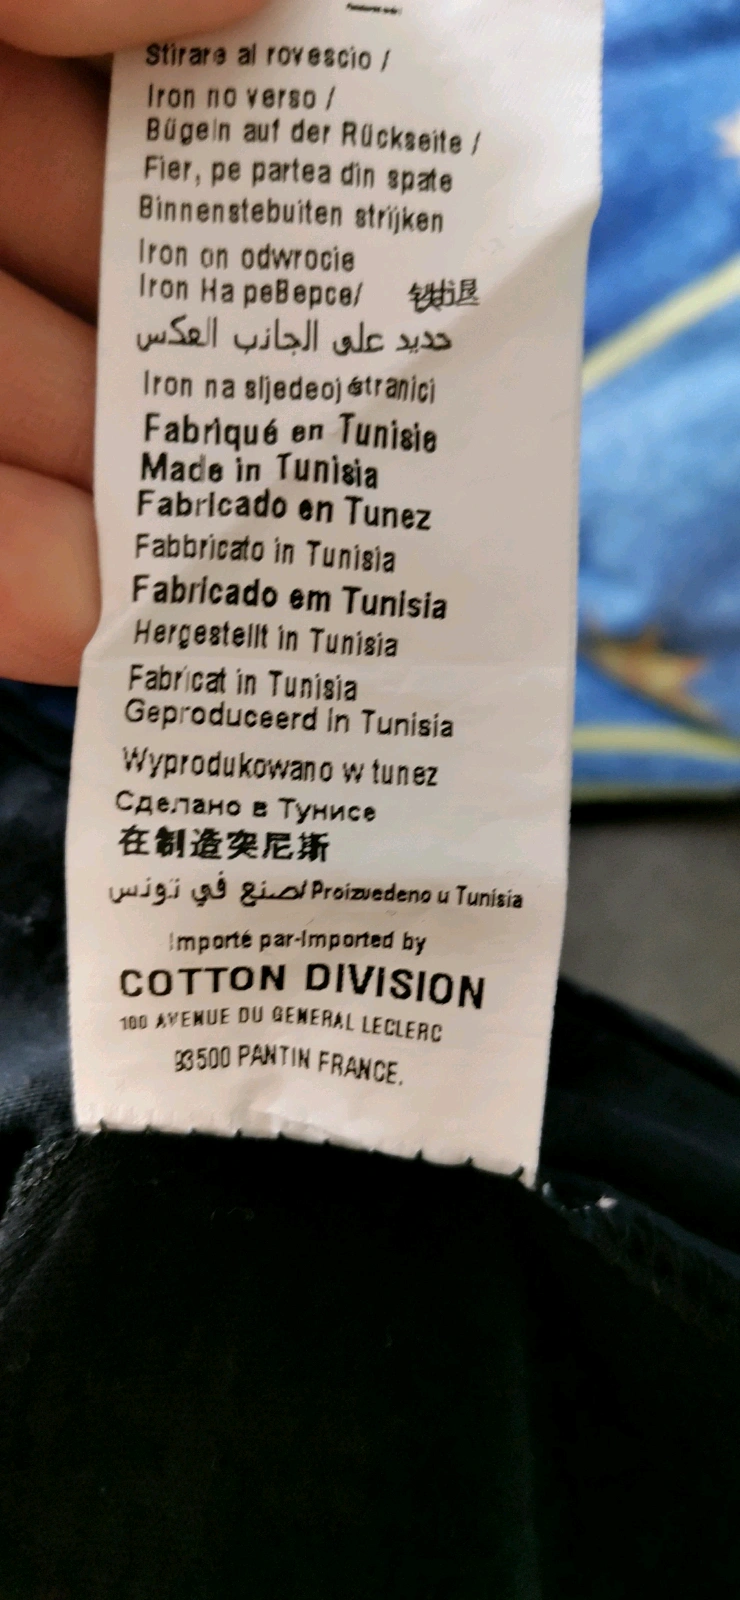 Stirare al rovescio /
Iron no verso /
Bügeln auf der Rückseite /
Fier, pe partea din spate
Binnenstebuiten strijken
Iron on odwrocie
Iron Ha peBepce/
حديد على الجانب العكس
Iron na sljedeoj stranici
Fabriqué en Tunisie
Made in Tunisia
Fabricado en Tunez
Fabbricato in Tunisia
Fabricado em Tunisia
Hergestellt in Tunisia
Fabricat in Tunisia
Geproduceerd in Tunisia
Wyprodukowano w tunez
Сделано в Тунисе
在制造突尼斯
صنع في تونس/Proizvedeno u Tunisia
Importé par-Imported by
COTTON DIVISION
100 AVENUE DU GENERAL LECLERC
93500 PANTIN FRANCE.